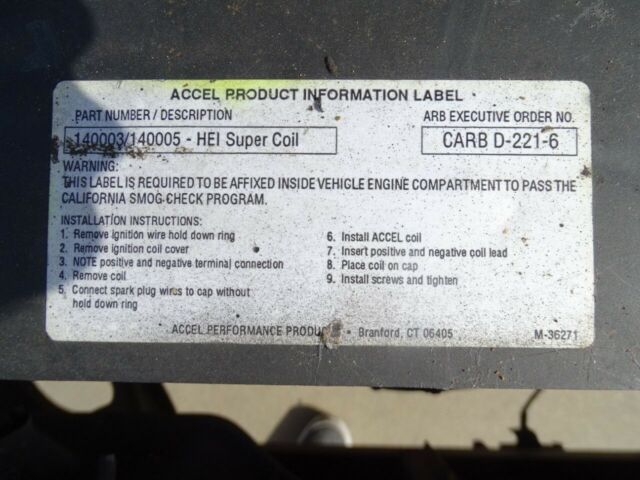 ACCEL PRODUCT INFORMATION LABEL
PART NUMBER / DESCRIPTION
ARB EXECUTIVE ORDER NO.
140003/140005 - HEI Super Coil
CARB D-221-6
WARNING:
THIS LABEL IS REQUIRED TO BE AFFIXED INSIDE VEHICLE ENGINE COMPARTMENT TO PASS THE
CALIFORNIA SMOG CHECK PROGRAM.
INSTALLATION INSTRUCTIONS:
1. Remove ignition wire hold down ring
2. Remove ignition coil cover
3. NOTE positive and negative terminal connection
4. Remove coil
5. Connect spark plug wires to cap without
hold down ring
6. Install ACCEL coil
7. Insert positive and negative coil lead
8. Place coil on cap
9. Install screws and tighten
ACCEL PERFORMANCE PRODUCTS • Branford, CT 06405
M-36271